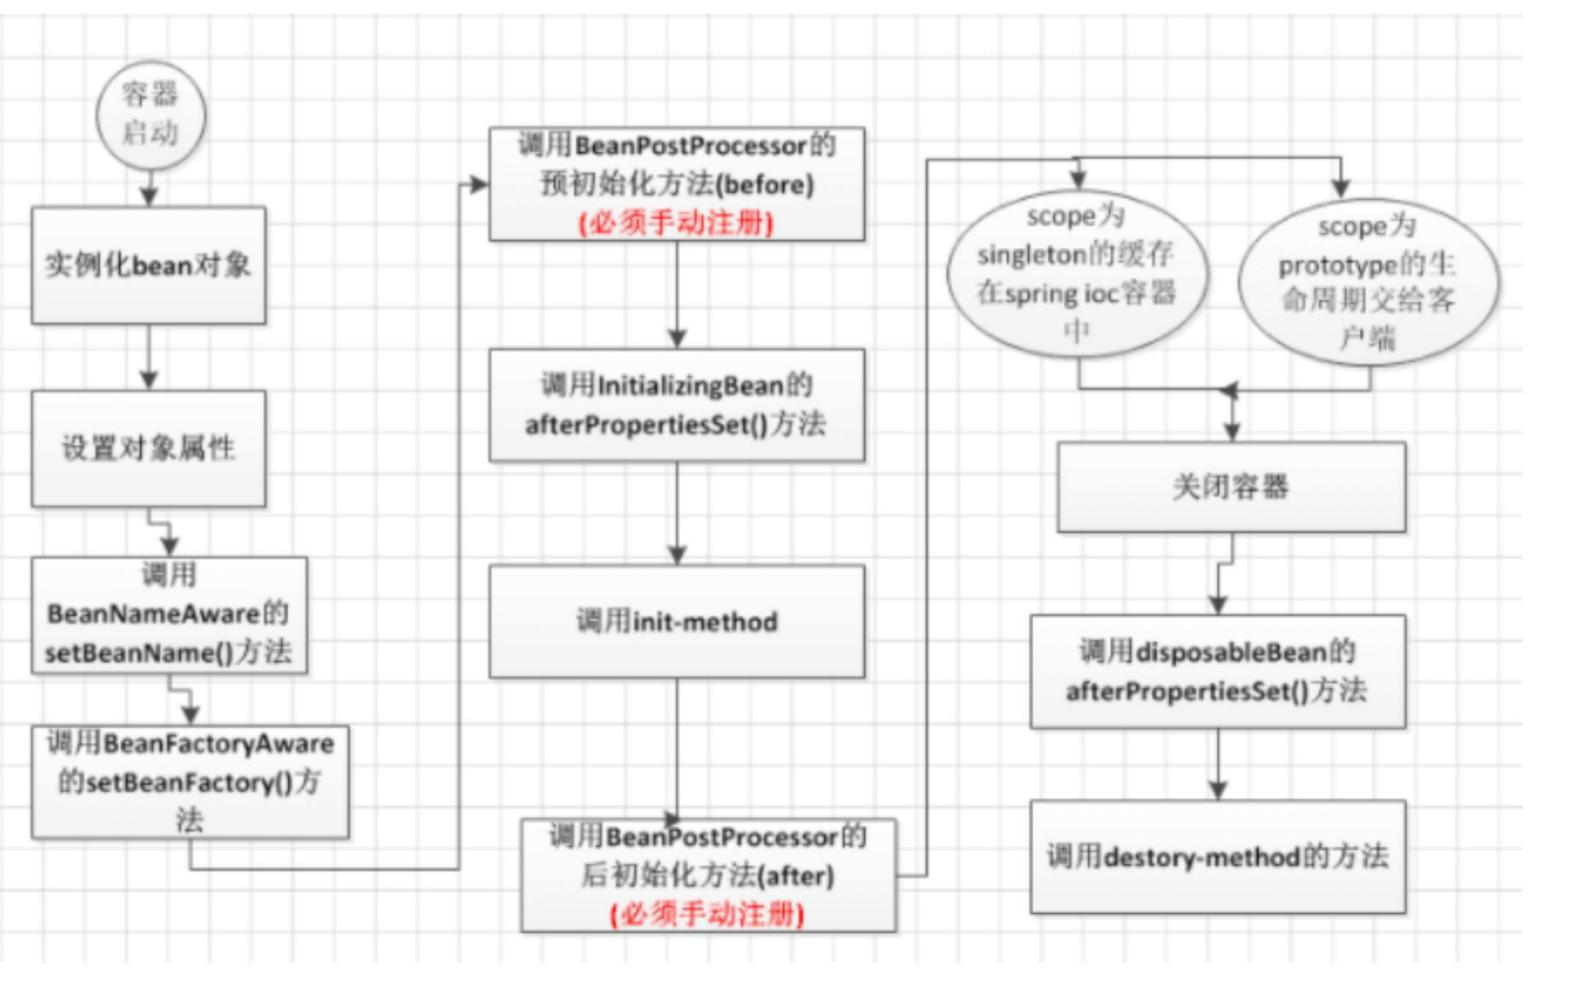 容器
启动
实例化bean对象
设置对象属性
调用
BeanNameAware的
setBeanName()方法
调用BeanFactoryAware
的setBeanFactory()方
法
调用BeanPostProcessor的
预初始化方法(before)
(必须手动注册)
调用InitializingBean的
afterPropertiesSet()方法
调用init-method
调用BeanPostProcessor的
后初始化方法(after)
(必须手动注册)
scope为
singleton的缓存
在spring ioc容器
中
scope为
prototype的生
命周期交给客
户端
关闭容器
调用disposableBean的
afterPropertiesSet()方法
调用destory-method的方法